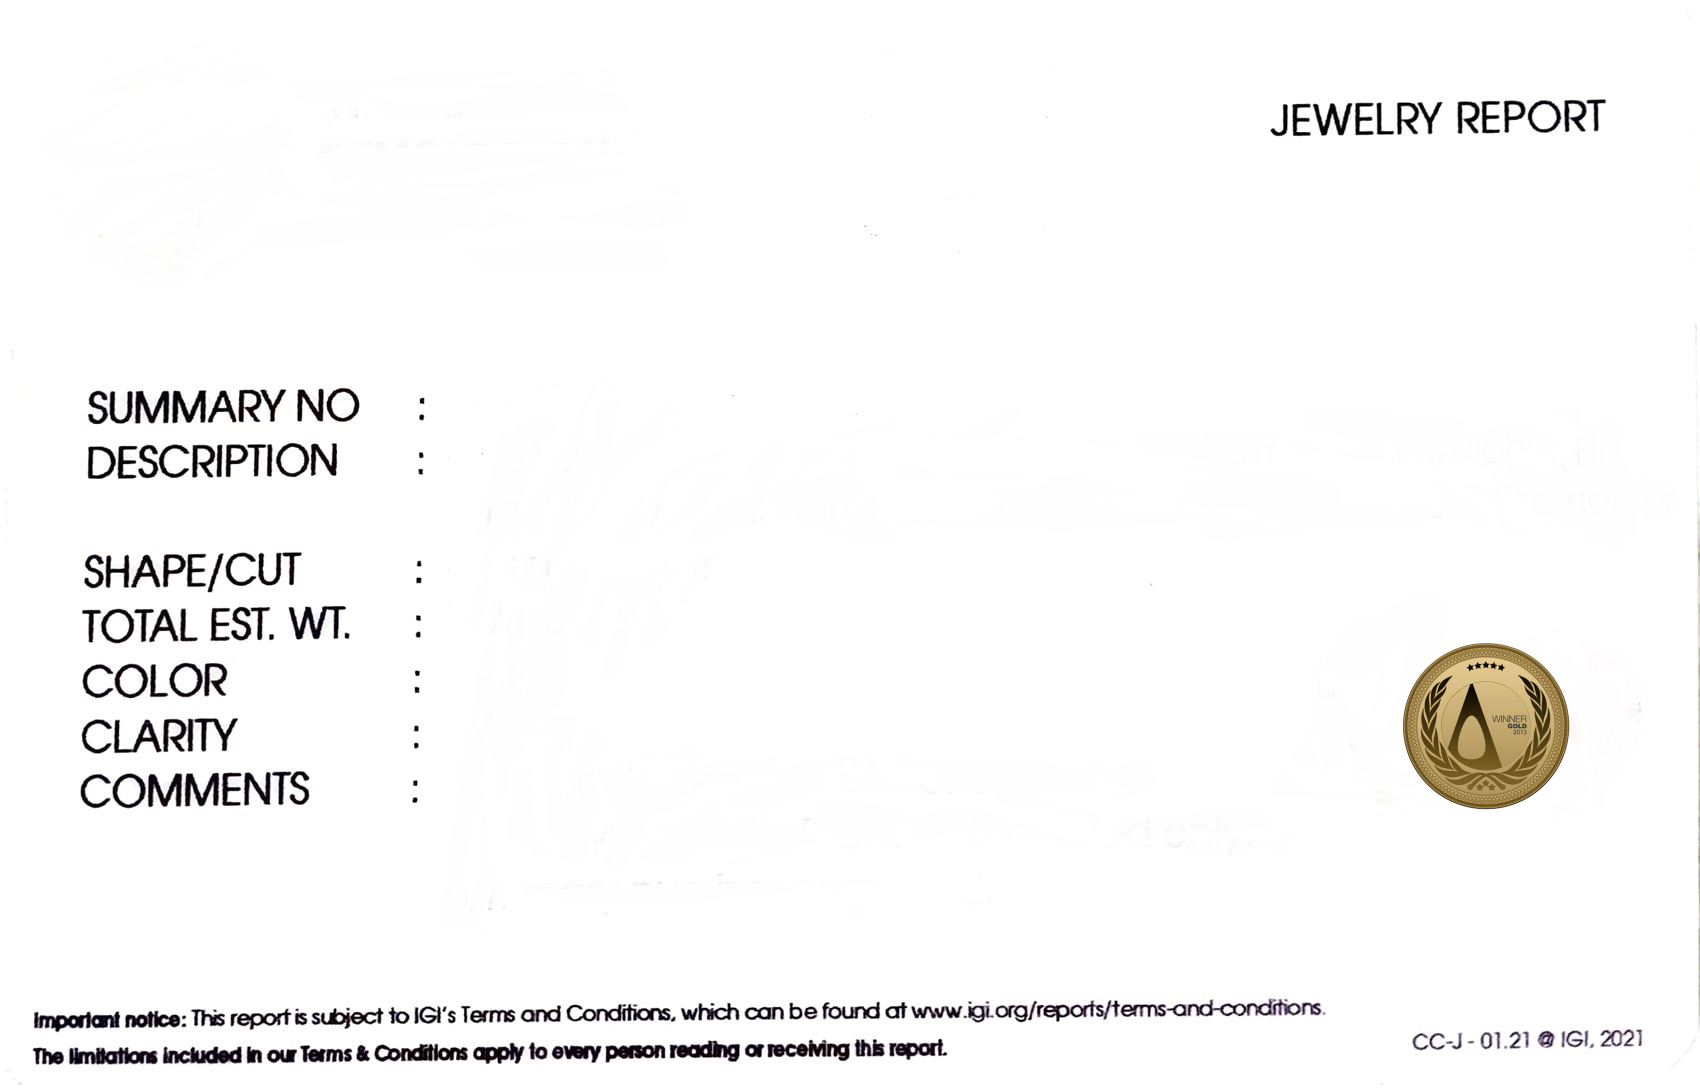 JEWELRY REPORT
SUMMARY NO :
DESCRIPTION :
SHAPE/CUT :
TOTAL EST. WT. :
COLOR :
CLARITY :
COMMENTS :
WINNER
GOLD
2013
Important notice: This report is subject to IGI's Terms and Conditions, which can be found at www.igi.org/reports/terms-and-conditions.
The limitations included in our Terms & Conditions apply to every person reading or receiving this report.
CC-J - 01.21 @ IGI, 2021